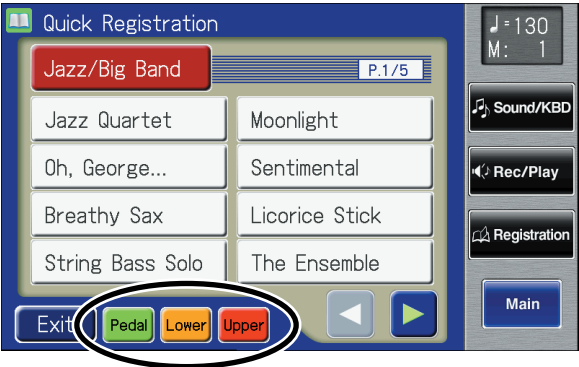 Quick Registration
Jazz/Big Band
P.1/5
Jazz Quartet
Moonlight
Oh, George...
Sentimental
Breathy Sax
Licorice Stick
String Bass Solo
The Ensemble
Exit
Pedal
Lower
Upper
♩=130
M: 1
Sound/KBD
Rec/Play
Registration
Main